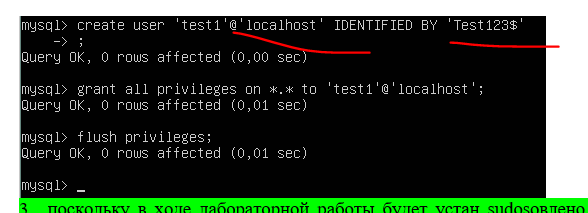 mysql> create user 'test1'@'localhost' IDENTIFIED BY 'Test123$'
    -> ;
Query OK, 0 rows affected (0,00 sec)
mysql> grant all privileges on *.* to 'test1'@'localhost';
Query OK, 0 rows affected (0,01 sec)
mysql> flush privileges;
Query OK, 0 rows affected (0,01 sec)
mysql> _
3. поскольку в ходе лабораторной работы будет устан sudosовлено